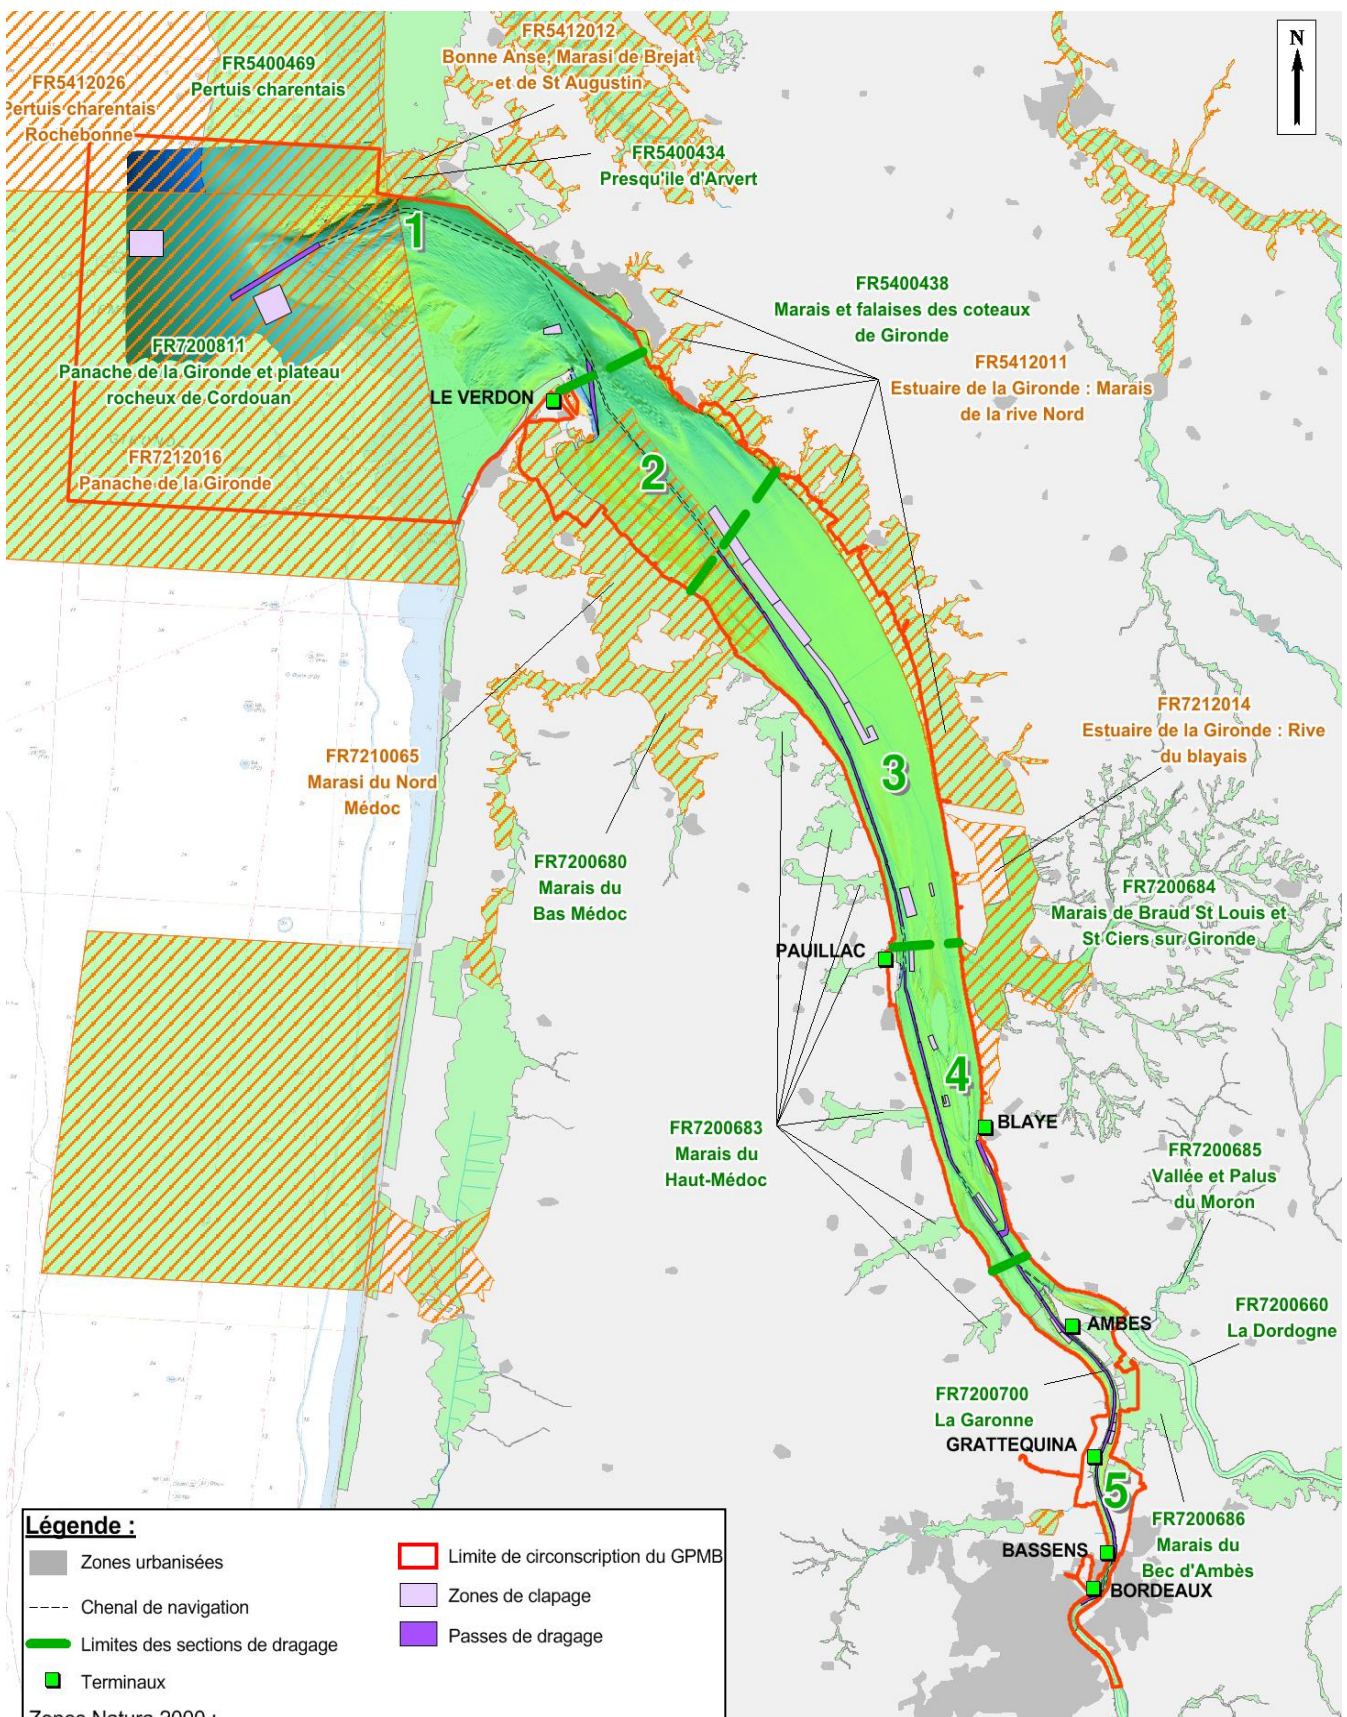 FR5412012
Bonne Anse, Marasi de Brejat
et de St Augustin
N
FR5400469
Pertuis charentais
FR5412026
Pertuis charentais
Rochebonne
FR5400434
Presqu'ile d'Arvert
1
FR5400438
Marais et falaises des coteaux
de Gironde
FR7200811
Panache de la Gironde et plateau
rocheux de Cordouan
FR5412011
Estuaire de la Gironde : Marais
de la rive Nord
LE VERDON
FR7212016
Panache de la Gironde
2
FR7212014
Estuaire de la Gironde : Rive
du blayais
FR7210065
Marasi du Nord
Médoc
3
FR7200680
Marais du
Bas Médoc
FR7200684
Marais de Braud St Louis et
St Ciers sur Gironde
PAUILLAC
4
BLAYE
FR7200683
Marais du
Haut-Médoc
FR7200685
Vallée et Palus
du Moron
FR7200660
La Dordogne
AMBES
FR7200700
La Garonne
GRATTEQUINA
5
FR7200686
Marais du
Bec d'Ambès
BASSENS
BORDEAUX
Légende :
Zones urbanisées
Chenal de navigation
Limites des sections de dragage
Terminaux
Limite de circonscription du GPMB
Zones de clapage
Passes de dragage
Zones Natura 2000 :